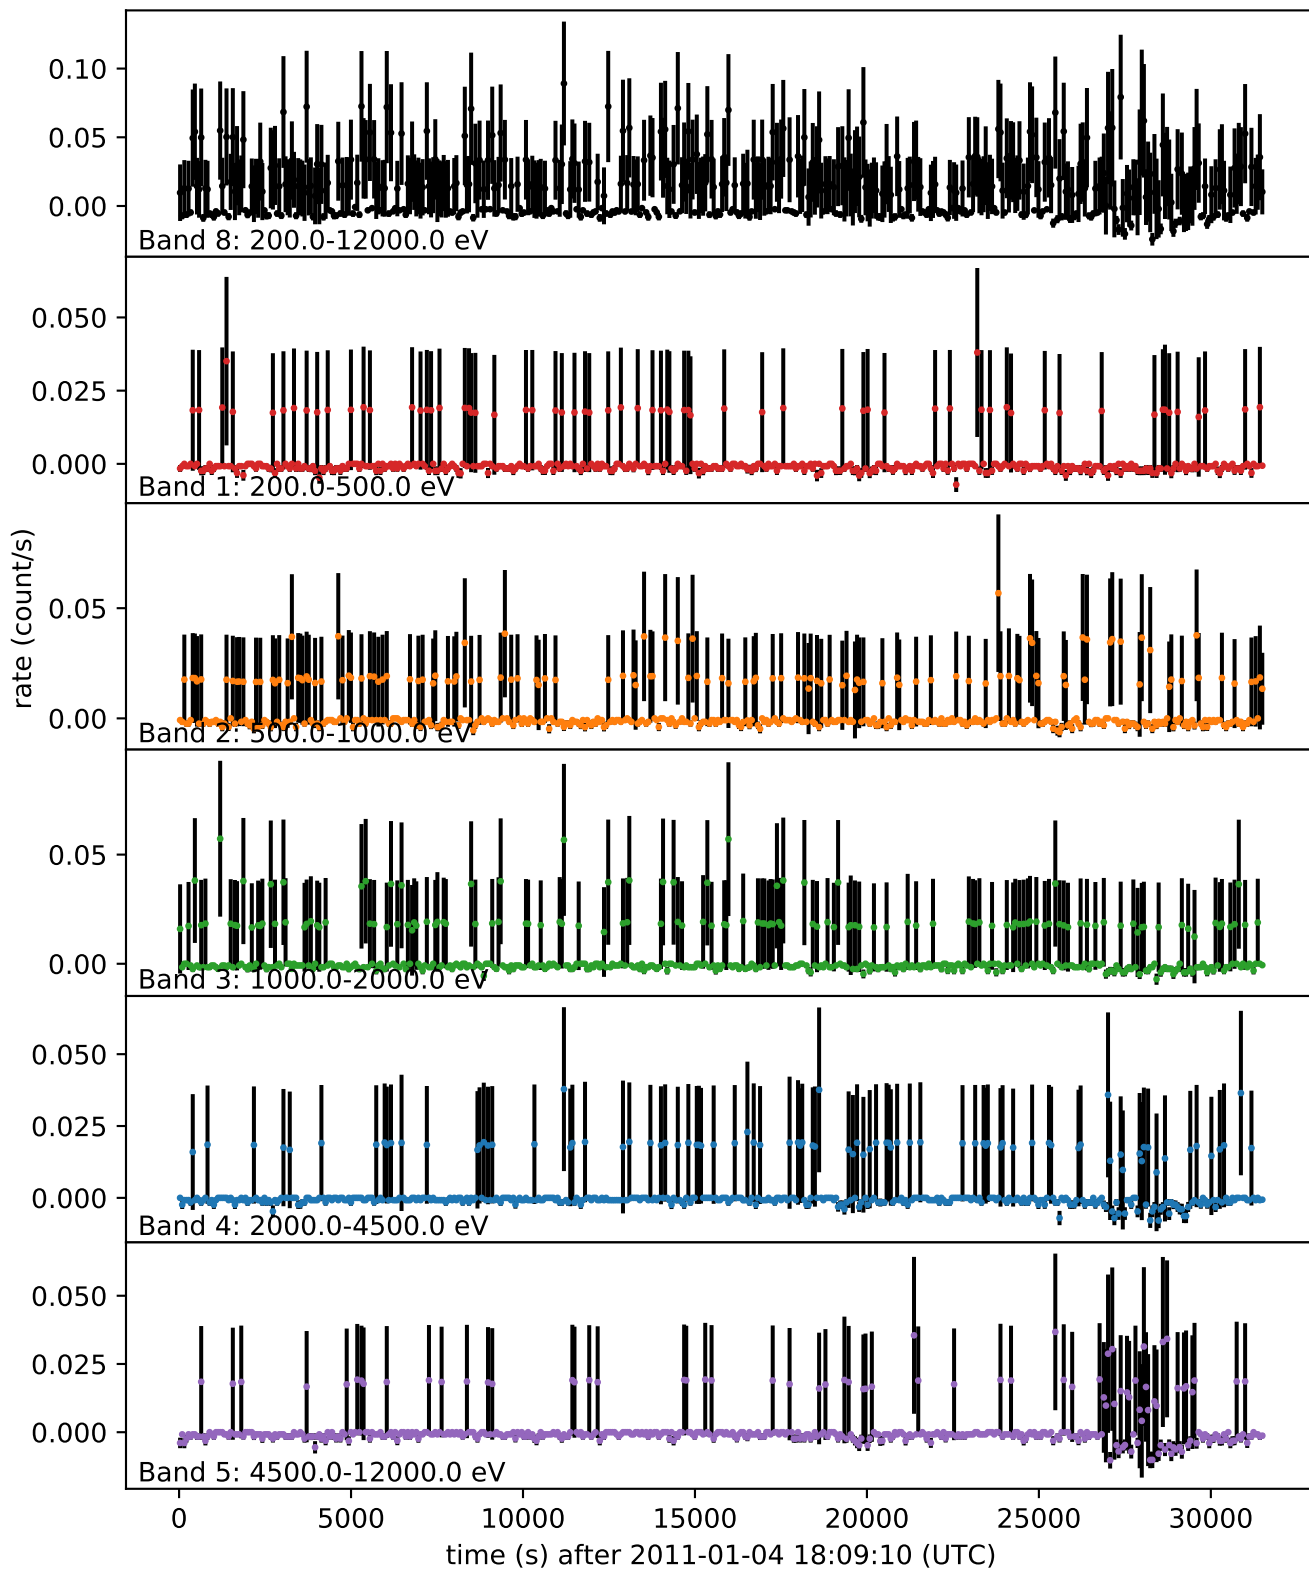 0.10
0.05
0.00
Band 8: 200.0-12000.0 eV
0.050
0.025
0.000
Band 1: 200.0-500.0 eV
rate (count/s)
0.05
0.00
Band 2: 500.0-1000.0 eV
0.05
0.00
Band 3: 1000.0-2000.0 eV
0.050
0.025
0.000
Band 4: 2000.0-4500.0 eV
0.050
0.025
0.000
Band 5: 4500.0-12000.0 eV
0 5000 10000 15000 20000 25000 30000
time (s) after 2011-01-04 18:09:10 (UTC)